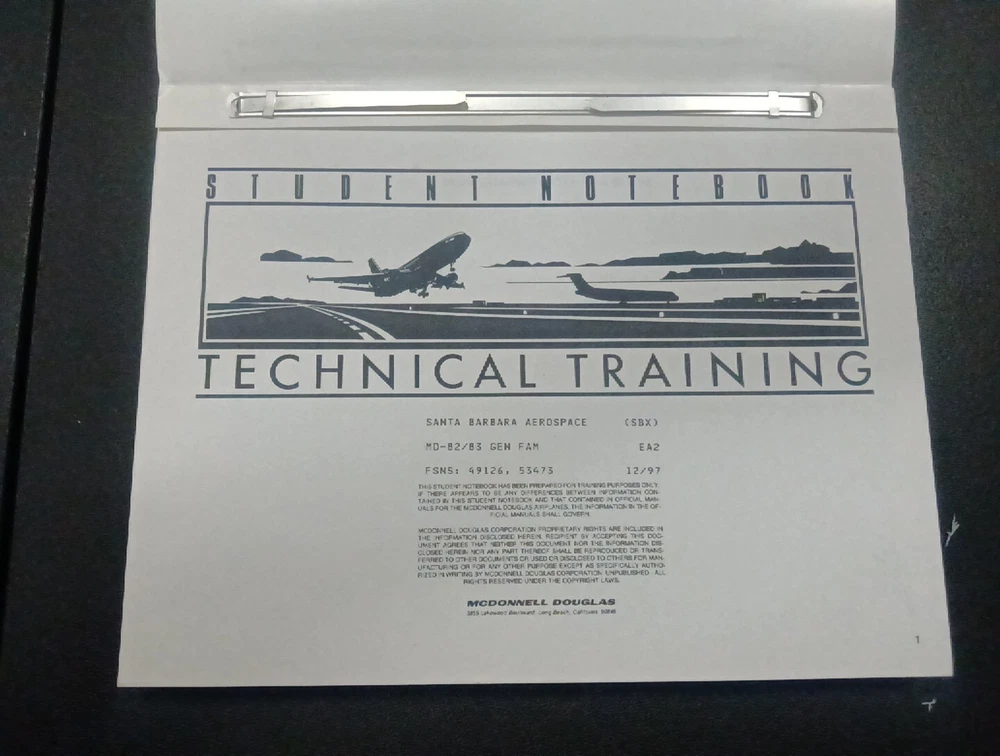 STUDENT NOTEBOOK
TECHNICAL TRAINING
SANTA BARBARA AEROSPACE (SBX)
MD-82/83 GEN FAM EA2
FSNS: 49126, 53473 12/97
THIS STUDENT NOTEBOOK HAS BEEN PREPARED FOR TRAINING PURPOSES ONLY.
IF THERE APPEARS TO BE ANY DIFFERENCES BETWEEN INFORMATION CON-
TAINED IN THIS STUDENT NOTEBOOK AND THAT CONTAINED IN OFFICIAL MAN-
UALS FOR THE MCDONNELL DOUGLAS AIRPLANES, THE INFORMATION IN THE OF-
FICIAL MANUALS SHALL GOVERN.
MCDONNELL DOUGLAS CORPORATION PROPRIETARY RIGHTS ARE INCLUDED IN
THE INFORMATION DISCLOSED HEREIN. RECIPIENT BY ACCEPTING THIS DOC-
UMENT AGREES THAT NEITHER THIS DOCUMENT NOR THE INFORMATION DIS-
CLOSED HEREIN NOR ANY PART THEREOF SHALL BE REPRODUCED OR TRANS-
FERRED TO OTHER DOCUMENTS OR USED OR DISCLOSED TO OTHERS FOR MAN-
UFACTURING OR FOR ANY OTHER PURPOSE EXCEPT AS SPECIFICALLY AUTHO-
RIZED IN WRITING BY MCDONNELL DOUGLAS CORPORATION. UNPUBLISHED - ALL
RIGHTS RESERVED UNDER THE COPYRIGHT LAWS.
MCDONNELL DOUGLAS
3855 Lakewood Boulevard, Long Beach, California 90846
1